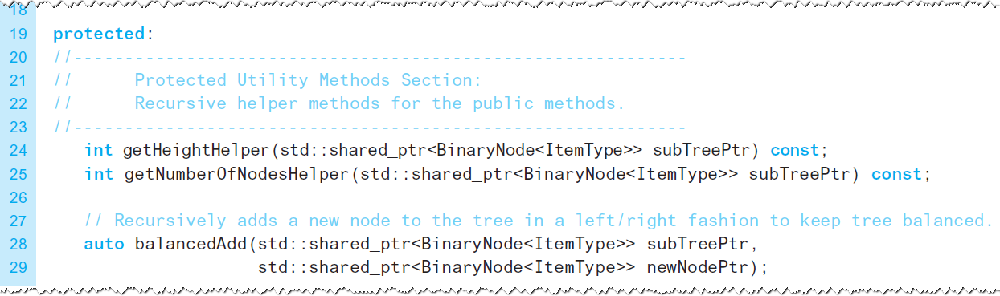 18
19 protected:
20 //------------------------------------------------------------
21 //      Protected Utility Methods Section:
22 //      Recursive helper methods for the public methods.
23 //------------------------------------------------------------
24    int getHeightHelper(std::shared_ptr<BinaryNode<ItemType>> subTreePtr) const;
25    int getNumberOfNodesHelper(std::shared_ptr<BinaryNode<ItemType>> subTreePtr) const;
26
27    // Recursively adds a new node to the tree in a left/right fashion to keep tree balanced.
28    auto balancedAdd(std::shared_ptr<BinaryNode<ItemType>> subTreePtr,
29                     std::shared_ptr<BinaryNode<ItemType>> newNodePtr);